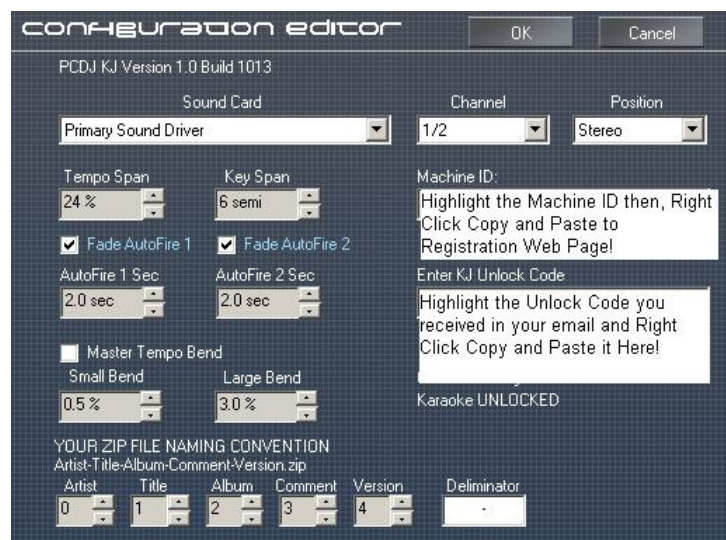 configuration editor
OK
Cancel
PCDJ KJ Version 1.0 Build 1013
Sound Card
Channel
Position
Primary Sound Driver
1/2
Stereo
Tempo Span
Key Span
Machine ID:
24 %
6 semi
Highlight the Machine ID then, Right
Click Copy and Paste to
Registration Web Page!
Fade AutoFire 1
Fade AutoFire 2
AutoFire 1 Sec
AutoFire 2 Sec
Enter KJ Unlock Code
2.0 sec
2.0 sec
Highlight the Unlock Code you
received in your email and Right
Click Copy and Paste it Here!
Master Tempo Bend
Small Bend
Large Bend
0.5 %
3.0 %
Karaoke UNLOCKED
YOUR ZIP FILE NAMING CONVENTION
Artist-Title-Album-Comment-Version.zip
Artist
Title
Album
Comment
Version
Deliminator
0
1
2
3
4
-